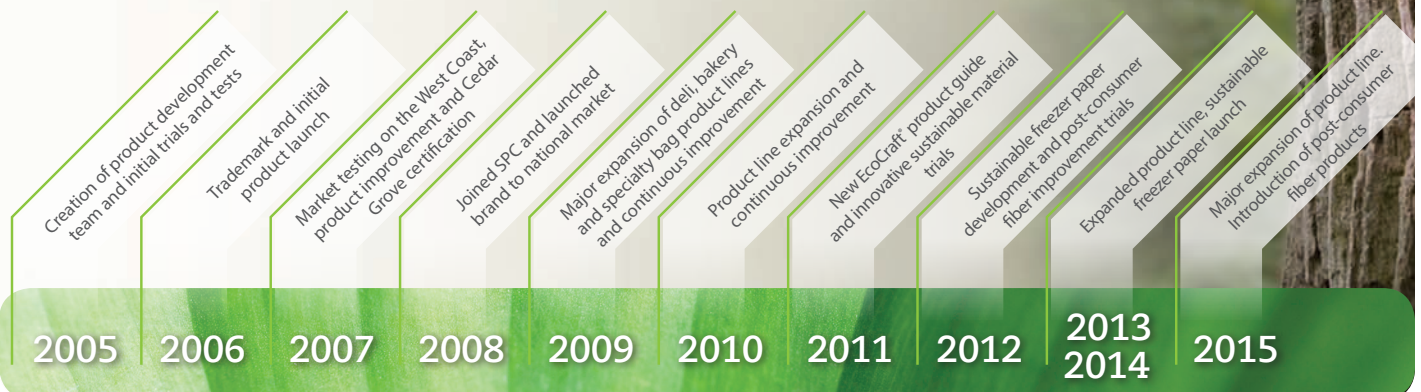 Creation of product development
team and initial trials and tests
Trademark and initial
product launch
Market testing on the West Coast,
product improvement and Cedar
Grove certification
Joined SPC and launched
brand to national market
Major expansion of deli, bakery
and specialty bag product lines
and continuous improvement
Product line expansion and
continuous improvement
New EcoCraft® product guide
and innovative sustainable material
trials
Sustainable freezer paper
development and post-consumer
fiber improvement trials
Expanded product line, sustainable
freezer paper launch
Major expansion of product line.
Introduction of post-consumer
fiber products
2005
2006
2007
2008
2009
2010
2011
2012
2013
2014
2015